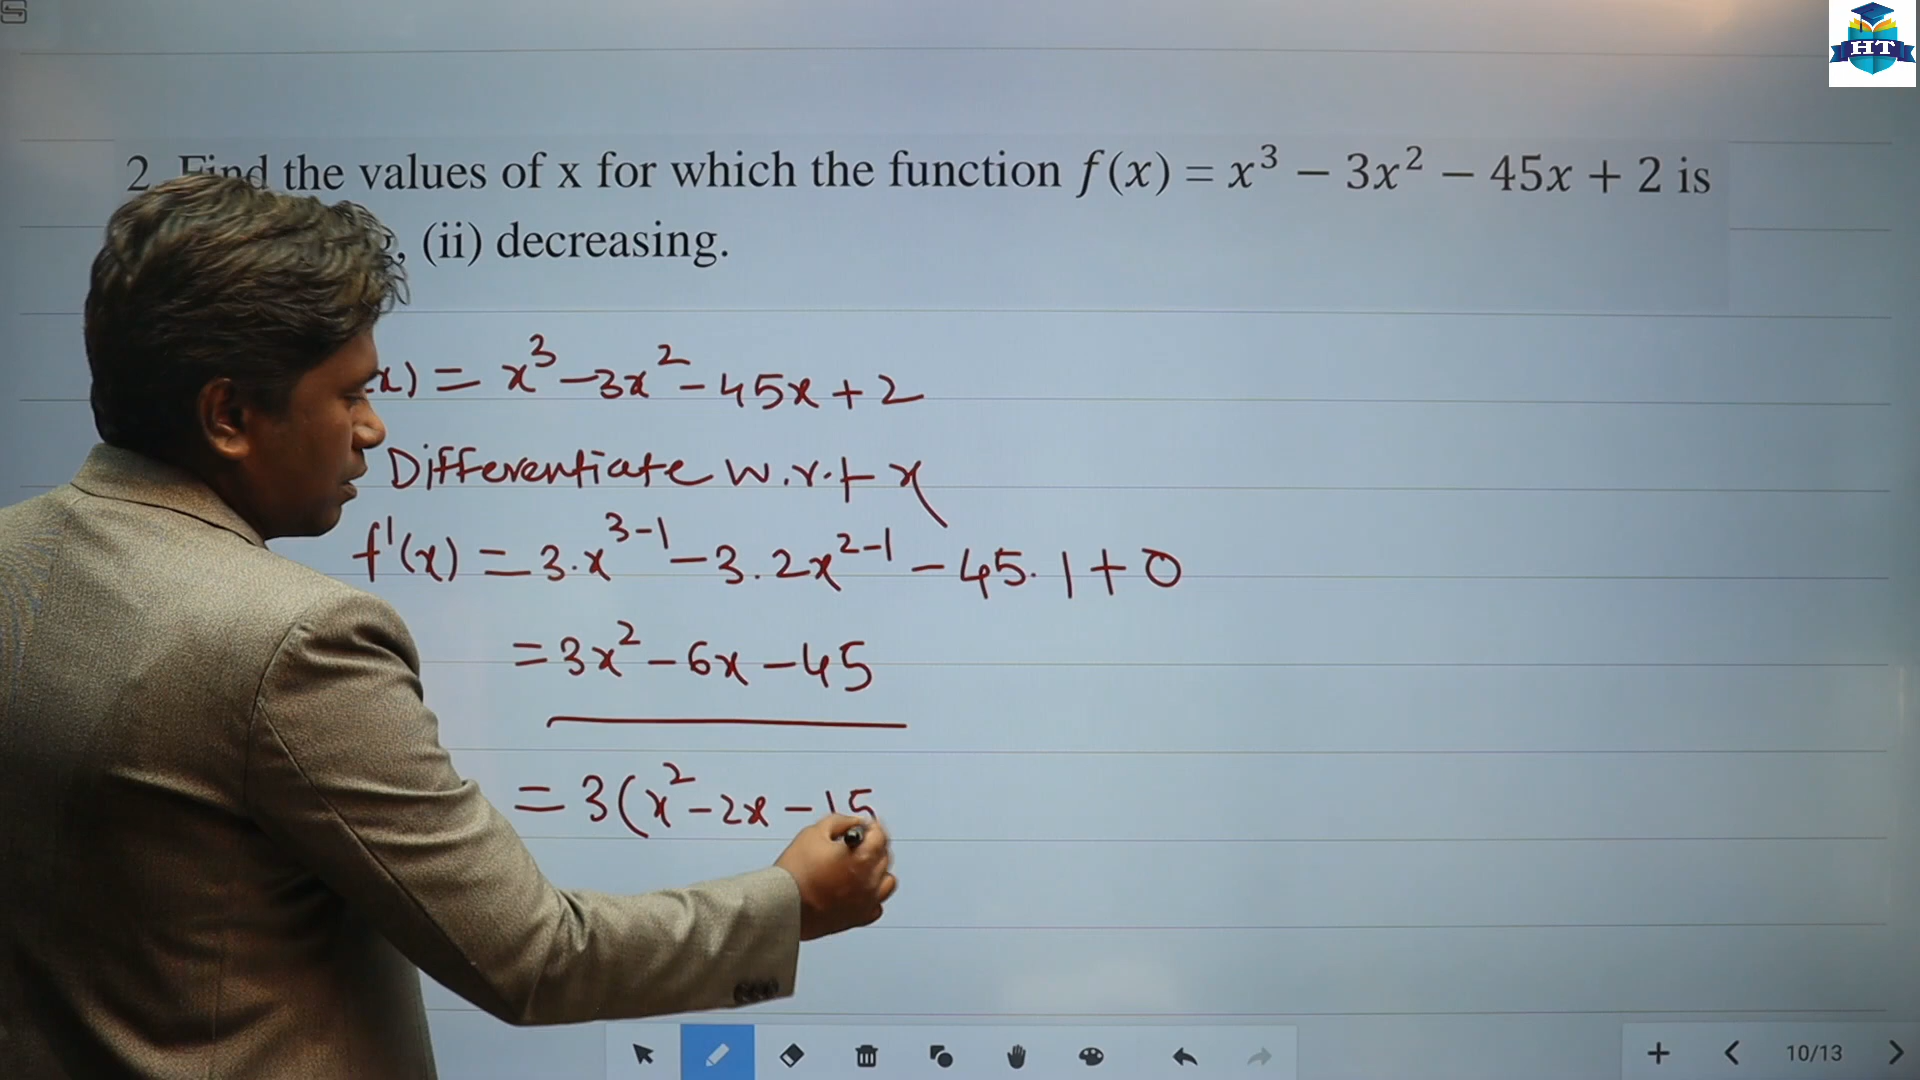 2. Find the values of x for which the function f(x) = x³ − 3x² − 45x + 2 is
(ii) decreasing.
x) = x³ − 3x² − 45x + 2
Differentiate w.r.t x
f'(x) = 3.x³⁻¹ − 3.2x²⁻¹ − 45.1 + 0
= 3x² − 6x − 45
= 3(x² − 2x − 15
HT
10/13